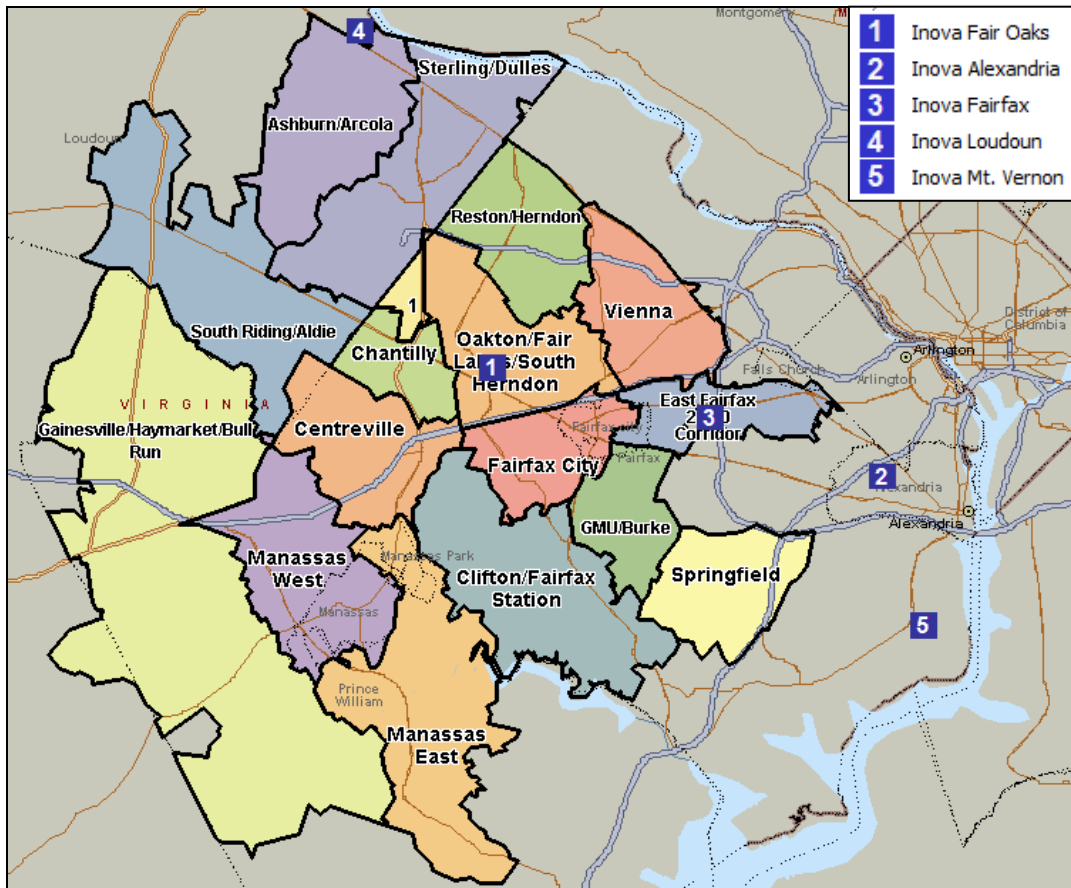 Montgomery
1 Inova Fair Oaks
2 Inova Alexandria
3 Inova Fairfax
4 Inova Loudoun
5 Inova Mt. Vernon
4
Sterling/Dulles
Ashburn/Arcola
Loudoun
Reston/Herndon
1
Vienna
South Riding/Aldie
Chantilly
Oakton/Fair
1
Herndon
District of
Columbia
Arlington
Falls Church
Arlington
VIRGINIA
Gainesville/Haymarket/Bull
Run
Centreville
East Fairfax
3
Corridor
Fairfax city
Fairfax City
Fairfax
2
Alexandria
GMU/Burke
Manassas Park
Manassas
West
Clifton/Fairfax
Station
Springfield
Manassas
5
Prince
William
Manassas
East